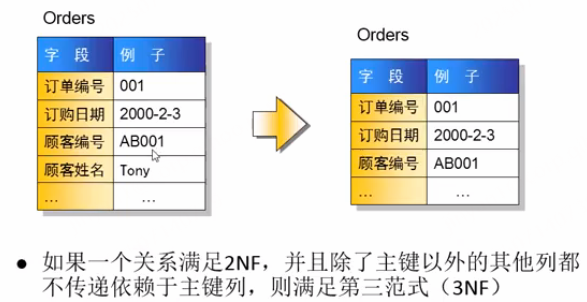 Orders
字 段 例 子
订单编号 001
订购日期 2000-2-3
顾客编号 AB001
顾客姓名 Tony
… …
Orders
字 段 例 子
订单编号 001
订购日期 2000-2-3
顾客编号 AB001
… …
● 如果一个关系满足2NF，并且除了主键以外的其他列都
不传递依赖于主键列，则满足第三范式（3NF）